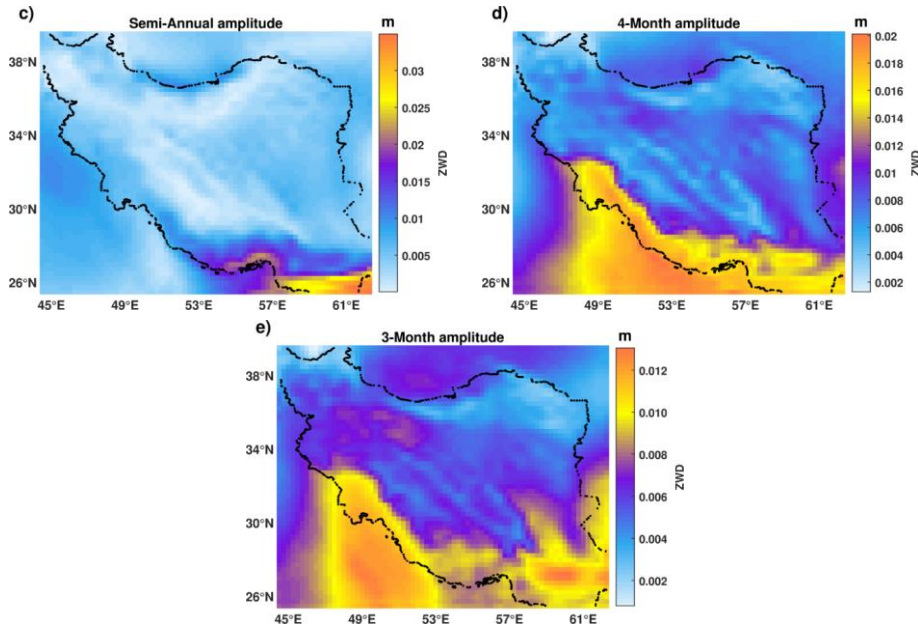 c) Semi-Annual amplitude m
38°N
34°N
30°N
26°N
45°E 49°E 53°E 57°E 61°E
0.03
0.025
0.02
0.015
0.01
0.005
ZWD
d) 4-Month amplitude m
38°N
34°N
30°N
26°N
45°E 49°E 53°E 57°E 61°E
0.02
0.018
0.016
0.014
0.012
0.01
0.008
0.006
0.004
0.002
ZWD
e) 3-Month amplitude m
38°N
34°N
30°N
26°N
45°E 49°E 53°E 57°E 61°E
0.012
0.010
0.008
0.006
0.004
0.002
ZWD